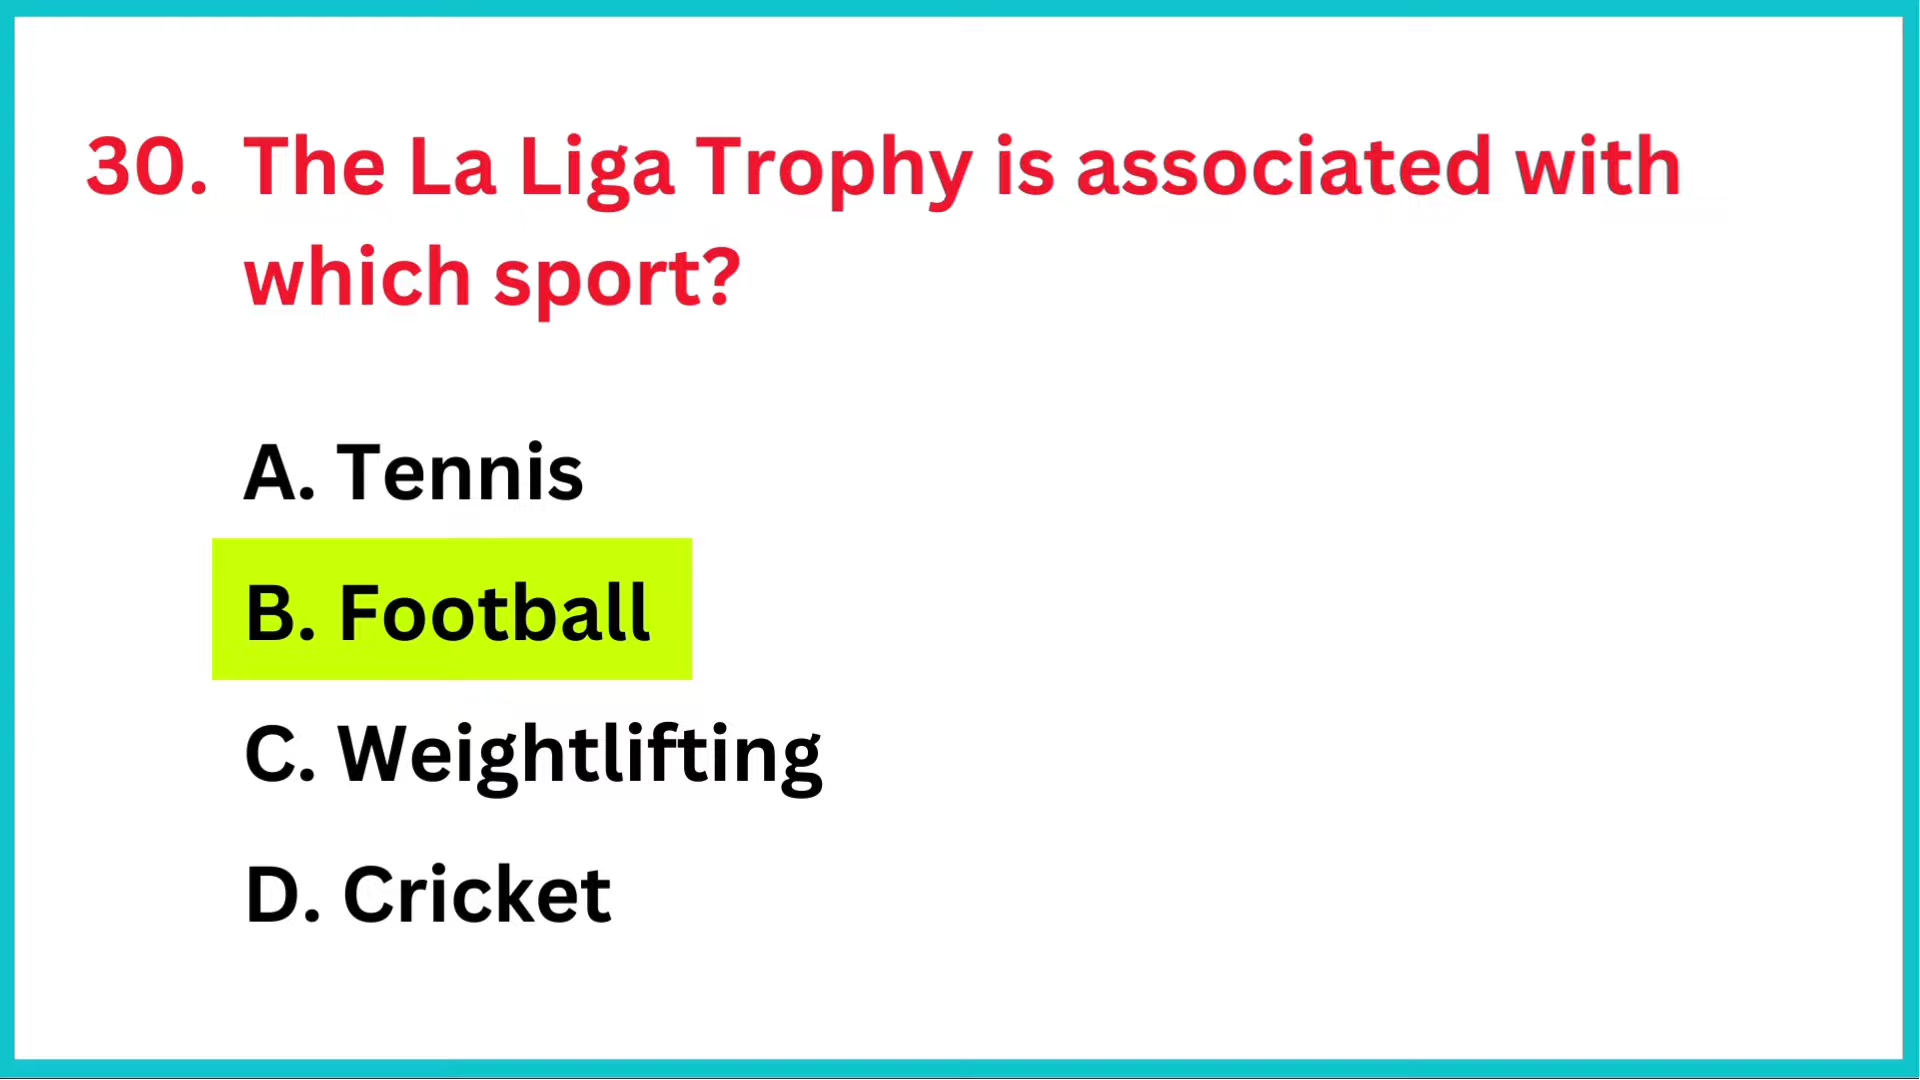 30. The La Liga Trophy is associated with
which sport?
A. Tennis
B. Football
C. Weightlifting
D. Cricket